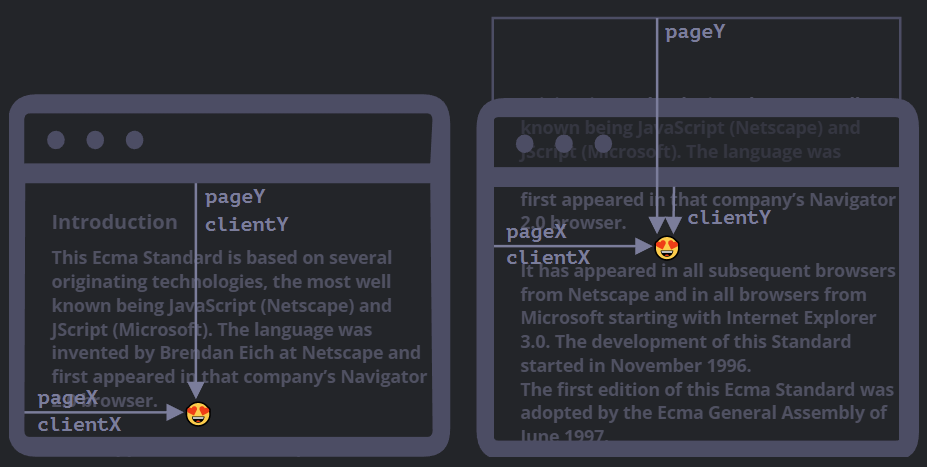 pageY
clientY
Introduction
This Ecma Standard is based on several
originating technologies, the most well
known being JavaScript (Netscape) and
JScript (Microsoft). The language was
invented by Brendan Eich at Netscape and
first appeared in that company's Navigator
2.0 browser.
pageX
clientX
pageY
known being JavaScript (Netscape) and
JScript (Microsoft). The language was
first appeared in that company's Navigator
2.0 browser.
clientY
pageX
clientX
It has appeared in all subsequent browsers
from Netscape and in all browsers from
Microsoft starting with Internet Explorer
3.0. The development of this Standard
started in November 1996.
The first edition of this Ecma Standard was
adopted by the Ecma General Assembly of
June 1997.